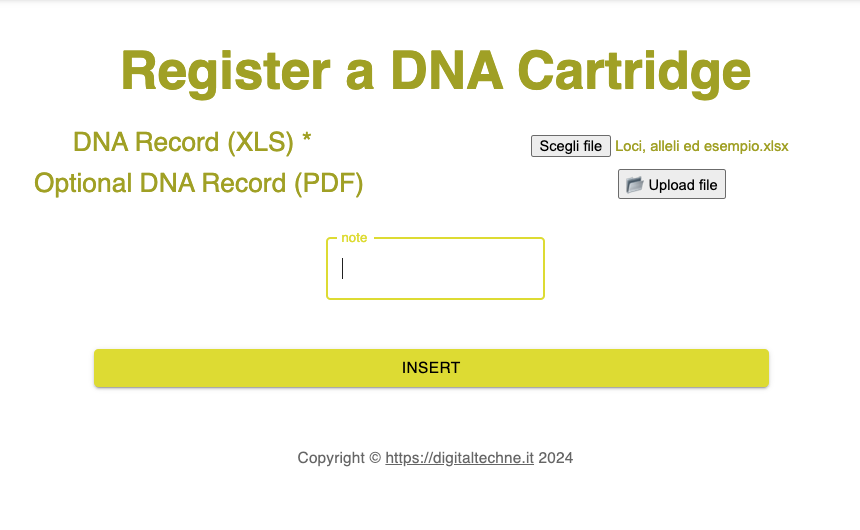 Register a DNA Cartridge
DNA Record (XLS) * Scegli file Loci, alleli ed esempio.xlsx
Optional DNA Record (PDF) Upload file
note
INSERT
Copyright © https://digitaltechne.it 2024